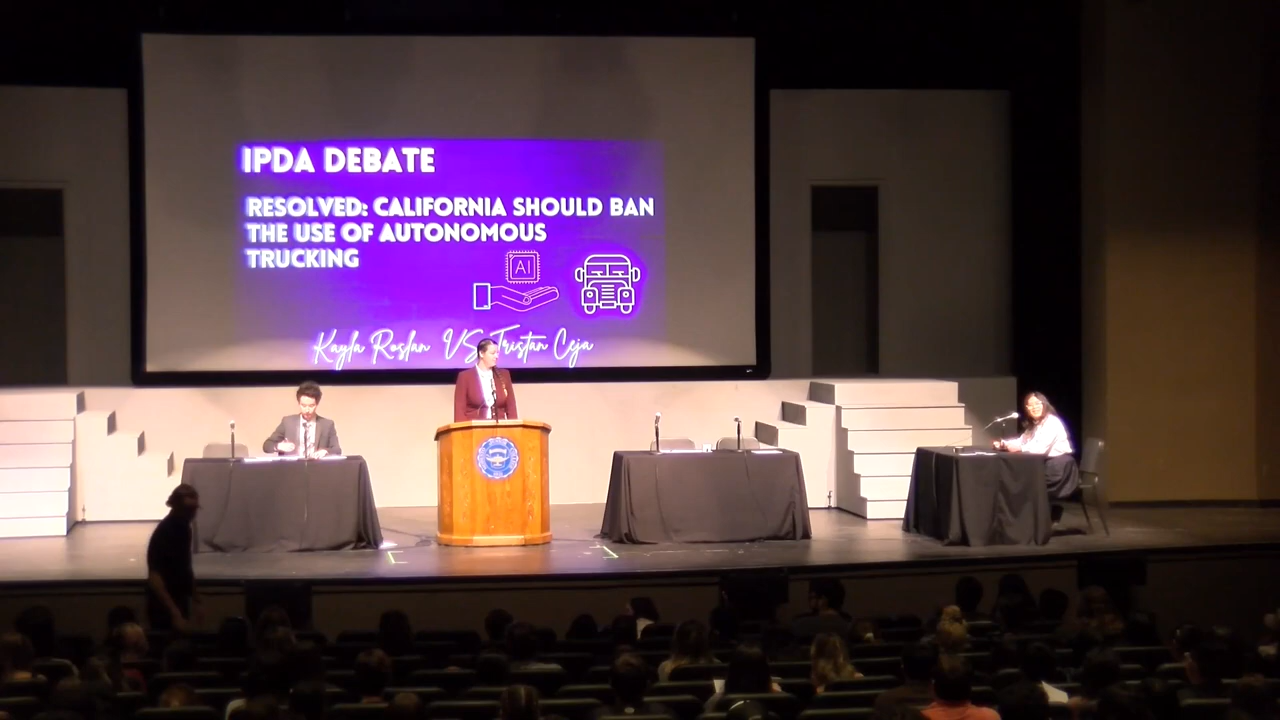 IPDA DEBATE
RESOLVED: CALIFORNIA SHOULD BAN
THE USE OF AUTONOMOUS
TRUCKING
AI
Kayla Roslan VS Tristan Ceja